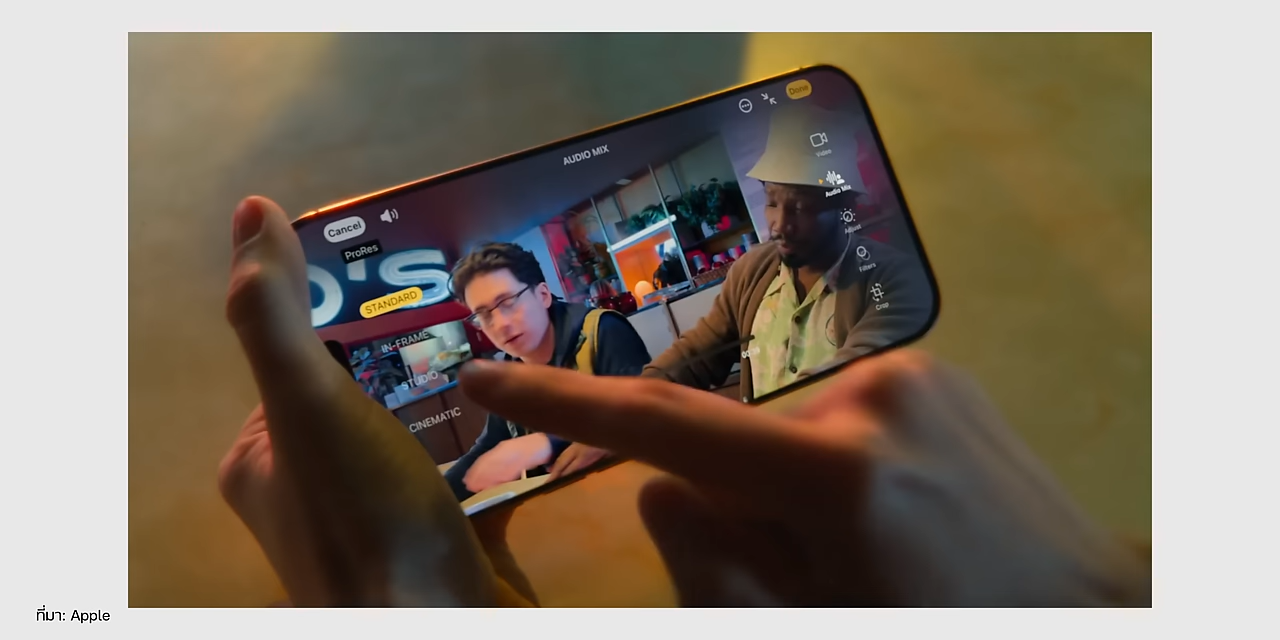 Done
AUDIO MIX
Video
Cancel
Audio Mix
ProRes
Adjust
O's
STANDARD
Filters
IN-FRAME
Crop
STUDIO
CINEMATIC
ที่มา: Apple